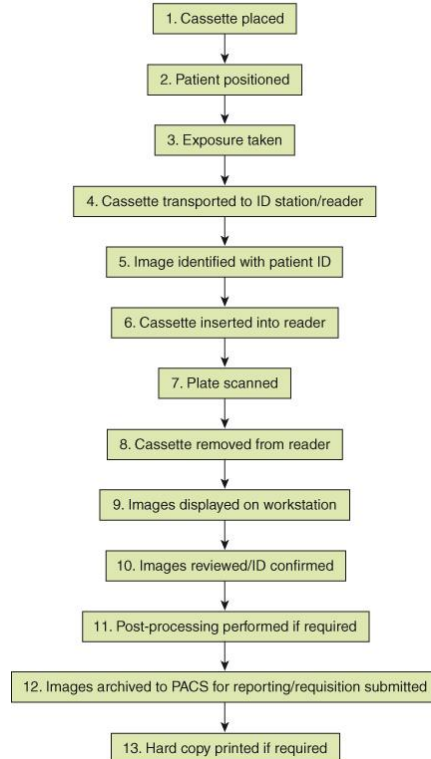 1. Cassette placed
2. Patient positioned
3. Exposure taken
4. Cassette transported to ID station/reader
5. Image identified with patient ID
6. Cassette inserted into reader
7. Plate scanned
8. Cassette removed from reader
9. Images displayed on workstation
10. Images reviewed/ID confirmed
11. Post-processing performed if required
12. Images archived to PACS for reporting/requisition submitted
13. Hard copy printed if required